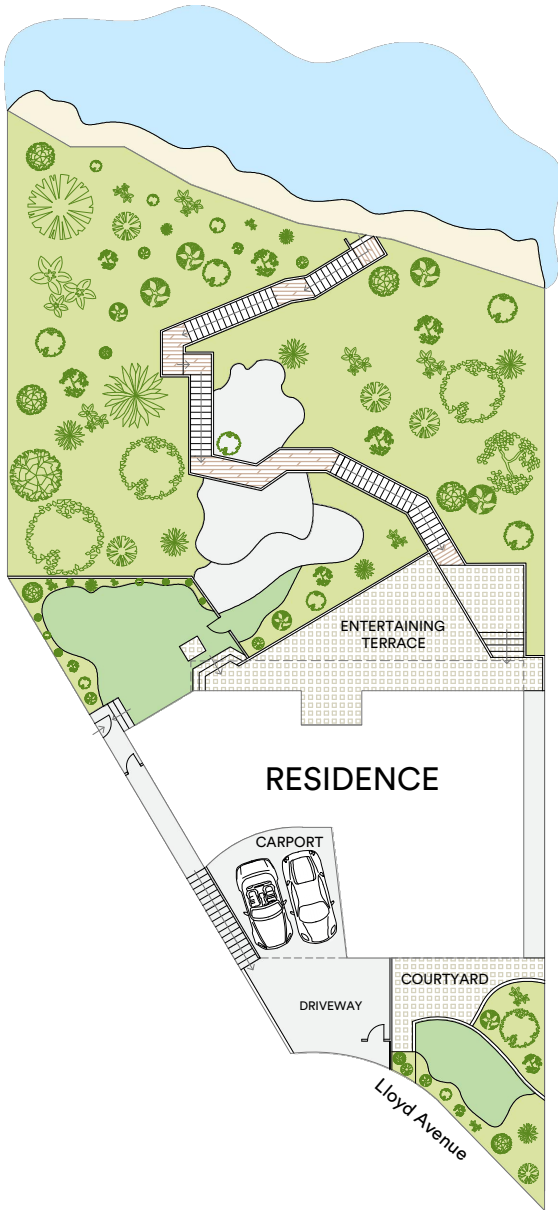 ENTERTAINING
TERRACE
RESIDENCE
CARPORT
COURTYARD
DRIVEWAY
Lloyd Avenue